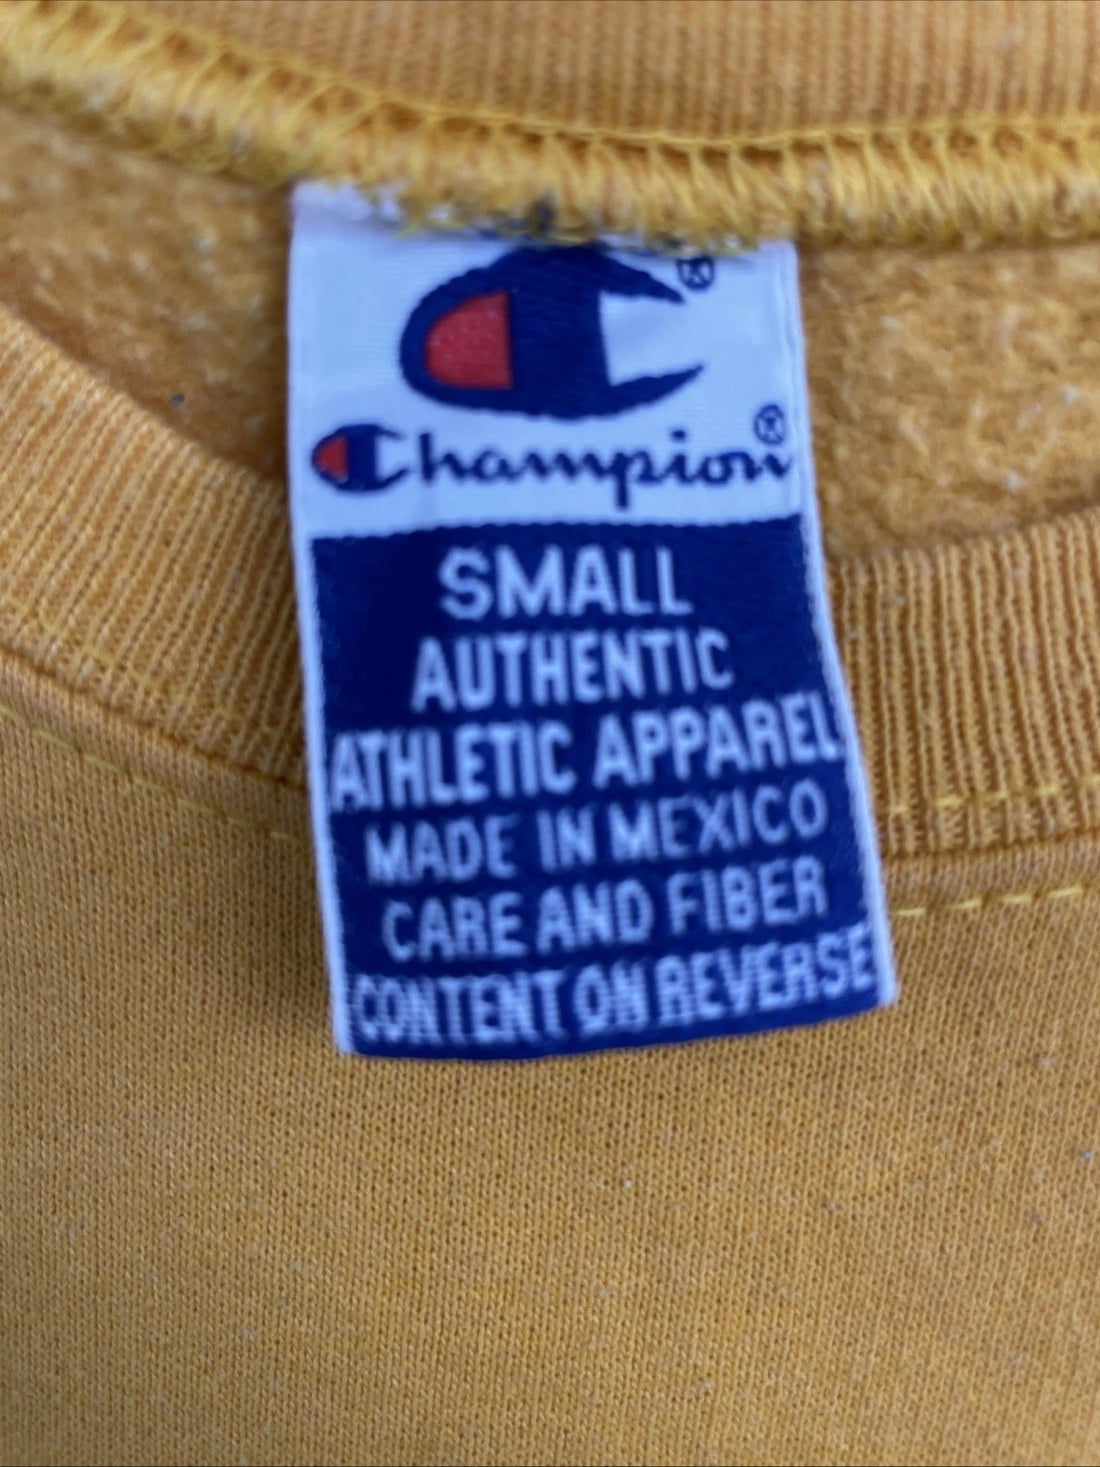 ®
Champion®
SMALL
AUTHENTIC
ATHLETIC APPAREL
MADE IN MEXICO
CARE AND FIBER
CONTENT ON REVERSE